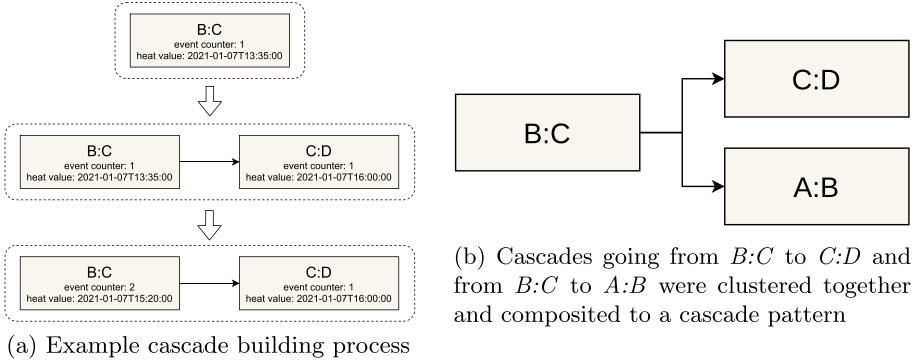 B:C
event counter: 1
heat value: 2021-01-07T13:35:00
B:C
event counter: 1
heat value: 2021-01-07T13:35:00
C:D
event counter: 1
heat value: 2021-01-07T16:00:00
B:C
event counter: 2
heat value: 2021-01-07T15:20:00
C:D
event counter: 1
heat value: 2021-01-07T16:00:00
(a) Example cascade building process
B:C
C:D
A:B
(b) Cascades going from B:C to C:D and
from B:C to A:B were clustered together
and composited to a cascade pattern